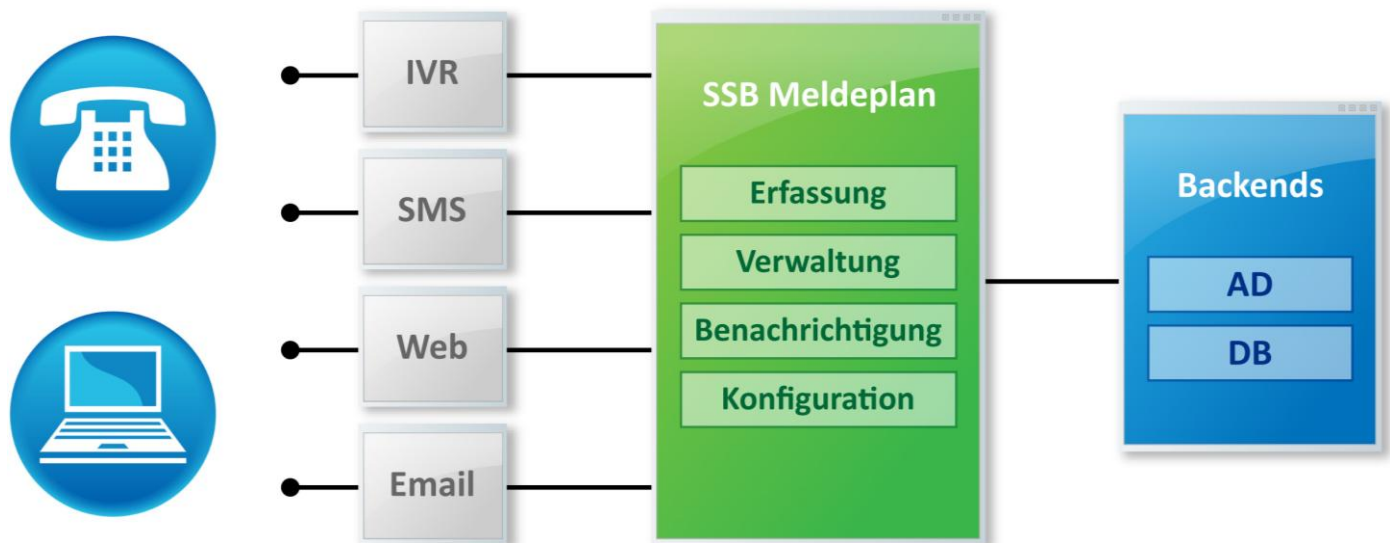 IVR
SMS
Web
Email
SSB Meldeplan
Erfassung
Verwaltung
Benachrichtigung
Konfiguration
Backends
AD
DB